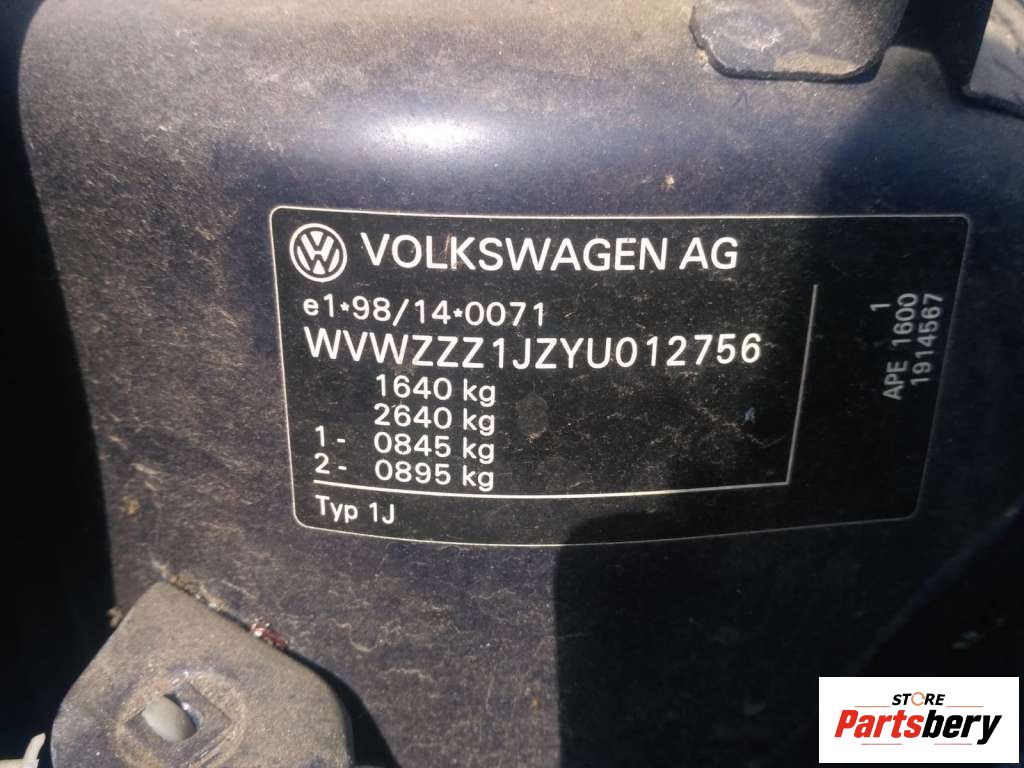 VW VOLKSWAGEN AG
e1*98/14*0071
WVWZZZ1JZYU012756
1640 kg
2640 kg
1- 0845 kg
2- 0895 kg
Typ 1J
1
APE 1600
1914567
STORE
Partsbery